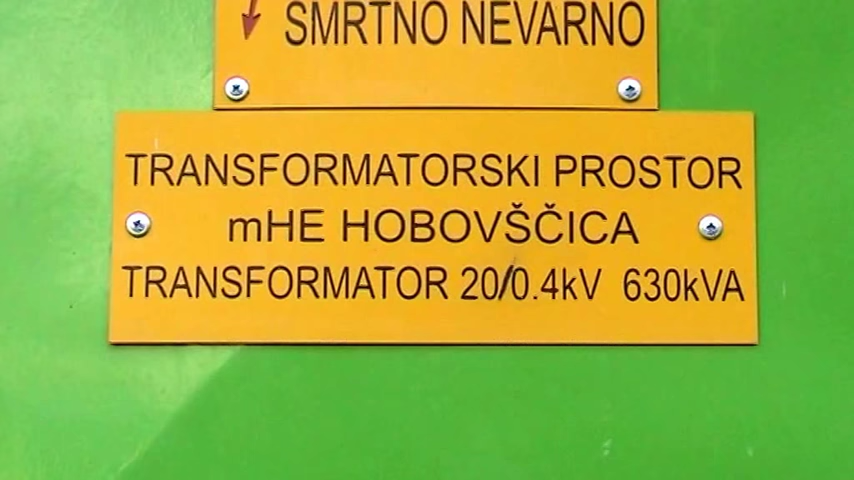 SMRTNO NEVARNO
TRANSFORMATORSKI PROSTOR
mHE HOBOVŠČICA
TRANSFORMATOR 20/0.4kV 630kVA